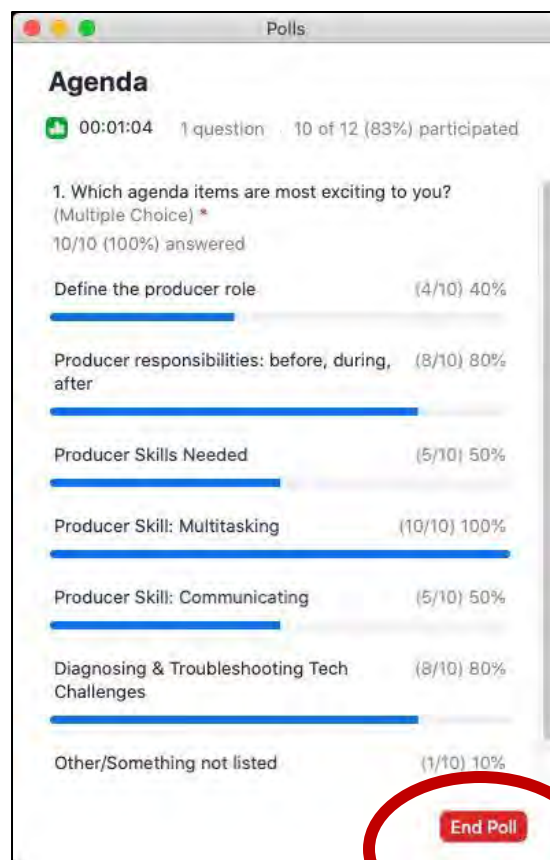 Polls
Agenda
00:01:04 1 question 10 of 12 (83%) participated
1. Which agenda items are most exciting to you?
(Multiple Choice) *
10/10 (100%) answered
Define the producer role (4/10) 40%
Producer responsibilities: before, during, (8/10) 80%
after
Producer Skills Needed (5/10) 50%
Producer Skill: Multitasking (10/10) 100%
Producer Skill: Communicating (5/10) 50%
Diagnosing & Troubleshooting Tech (8/10) 80%
Challenges
Other/Something not listed (1/10) 10%
End Poll